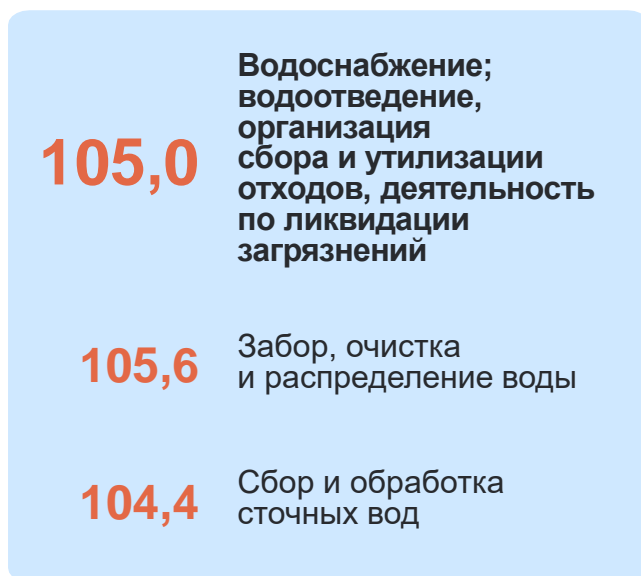 105,0
Водоснабжение;
водоотведение,
организация
сбора и утилизации
отходов, деятельность
по ликвидации
загрязнений
105,6
Забор, очистка
и распределение воды
104,4
Сбор и обработка
сточных вод